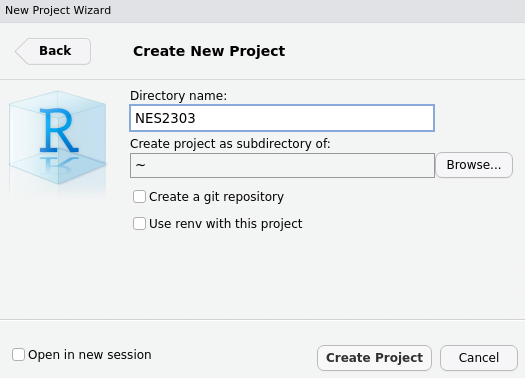 New Project Wizard
Back
Create New Project
R
Directory name:
NES2303
Create project as subdirectory of:
~
Browse...
Create a git repository
Use renv with this project
Open in new session
Create Project
Cancel